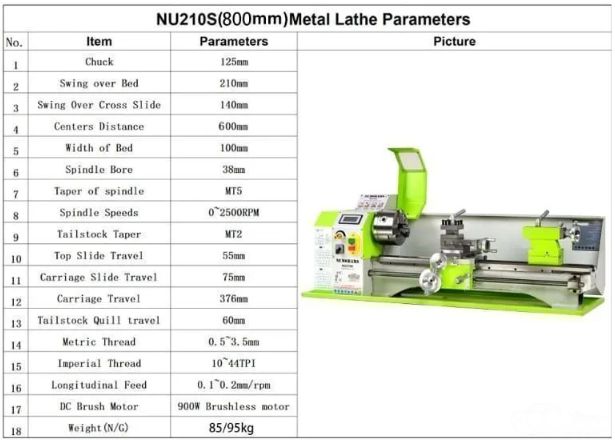 NU210S(800mm)Metal Lathe Parameters
No. Item Parameters Picture
1 Chuck 125mm
2 Swing over Bed 210mm
3 Swing Over Cross Slide 140mm
4 Centers Distance 600mm
5 Width of Bed 100mm
6 Spindle Bore 38mm
7 Taper of spindle MT5
8 Spindle Speeds 0~2500RPM
9 Tailstock Taper MT2
10 Top Slide Travel 55mm
11 Carriage Slide Travel 75mm
12 Carriage Travel 376mm
13 Tailstock Quill travel 60mm
14 Metric Thread 0.5~3.5mm
15 Imperial Thread 10~44TPI
16 Longitudinal Feed 0.1~0.2mm/rpm
17 DC Brush Motor 900W Brushless motor
18 Weight(N/G) 85/95kg